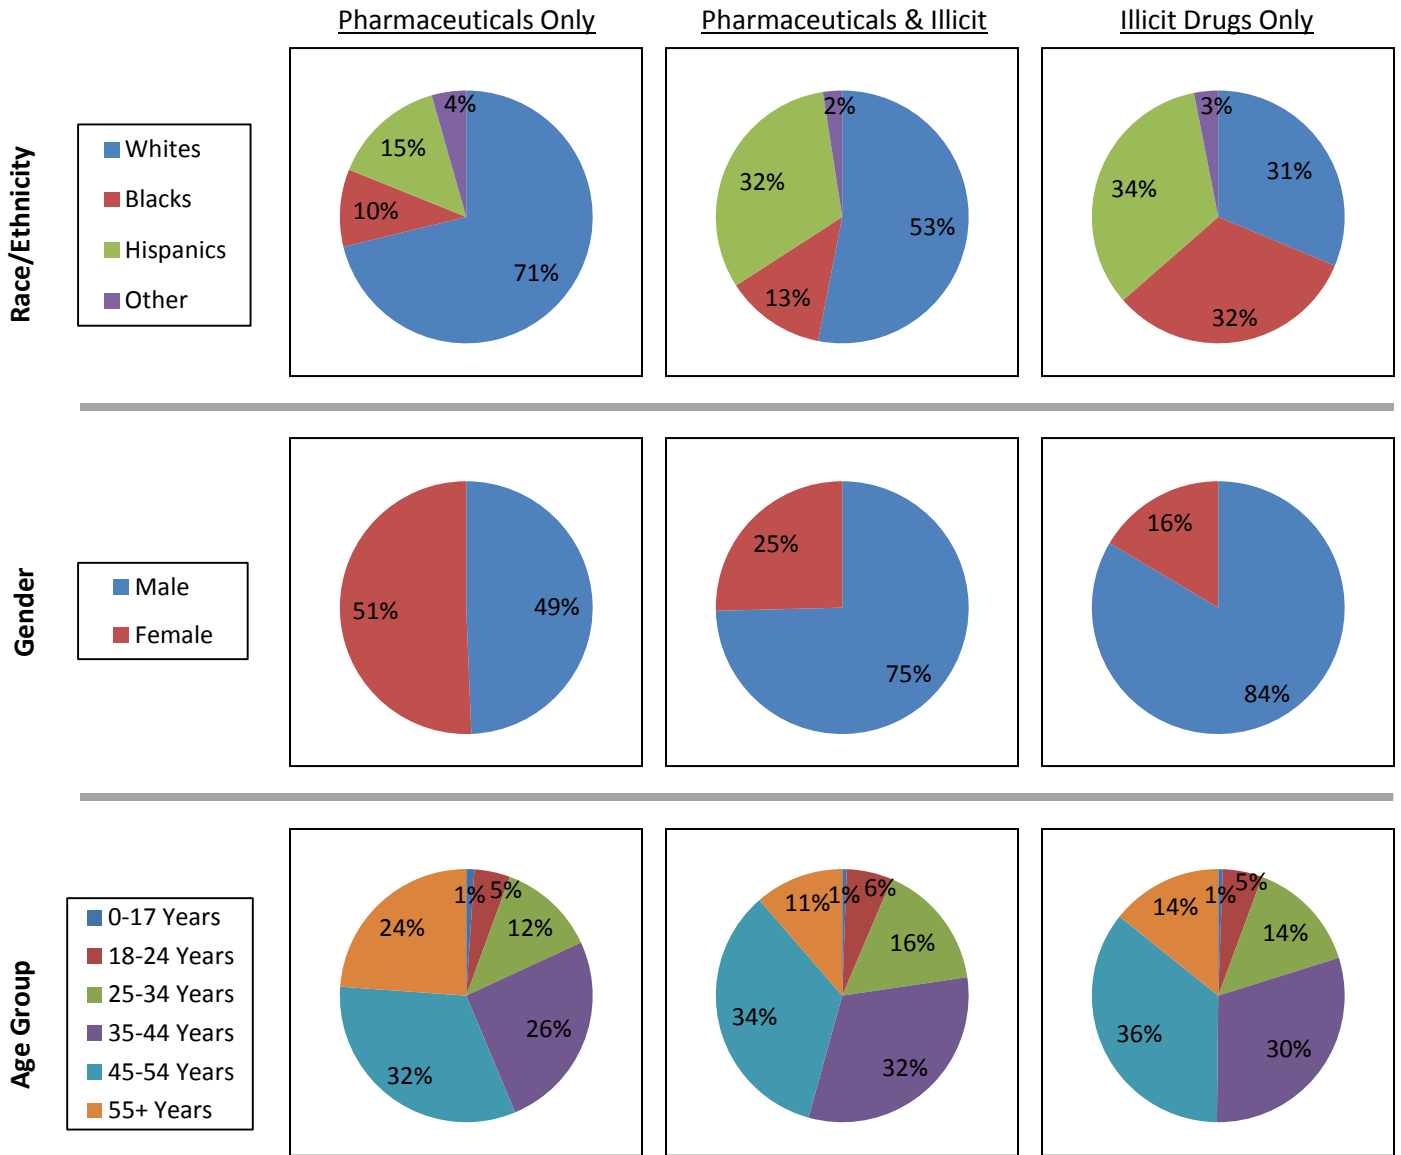 Pharmaceuticals Only
Pharmaceuticals & Illicit
Illicit Drugs Only
Race/Ethnicity
Whites
Blacks
Hispanics
Other
4%
15%
10%
71%
2%
32%
13%
53%
3%
34%
31%
32%
Gender
Male
Female
51%
49%
25%
75%
16%
84%
Age Group
0-17 Years
18-24 Years
25-34 Years
35-44 Years
45-54 Years
55+ Years
1%
5%
12%
24%
26%
32%
1%
6%
11%
16%
34%
32%
1%
5%
14%
14%
36%
30%